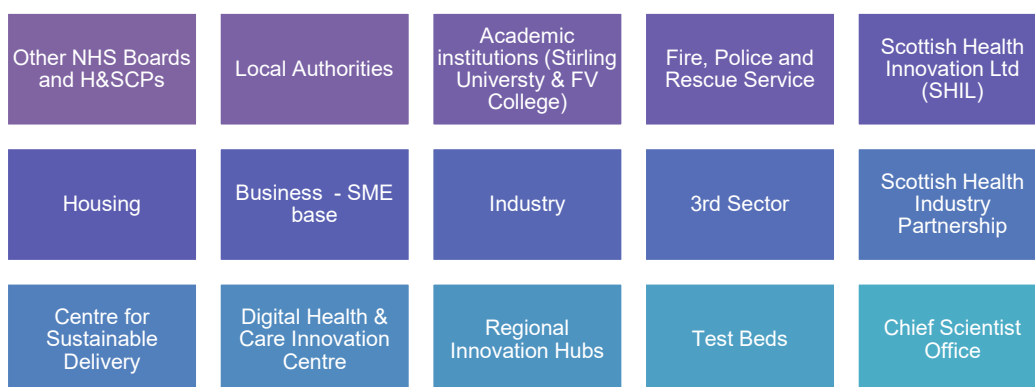 Other NHS Boards
and H&SCPs
Local Authorities
Academic
institutions (Stirling
Universty & FV
College)
Fire, Police and
Rescue Service
Scottish Health
Innovation Ltd
(SHIL)
Housing
Business - SME
base
Industry
3rd Sector
Scottish Health
Industry
Partnership
Centre for
Sustainable
Delivery
Digital Health &
Care Innovation
Centre
Regional
Innovation Hubs
Test Beds
Chief Scientist
Office